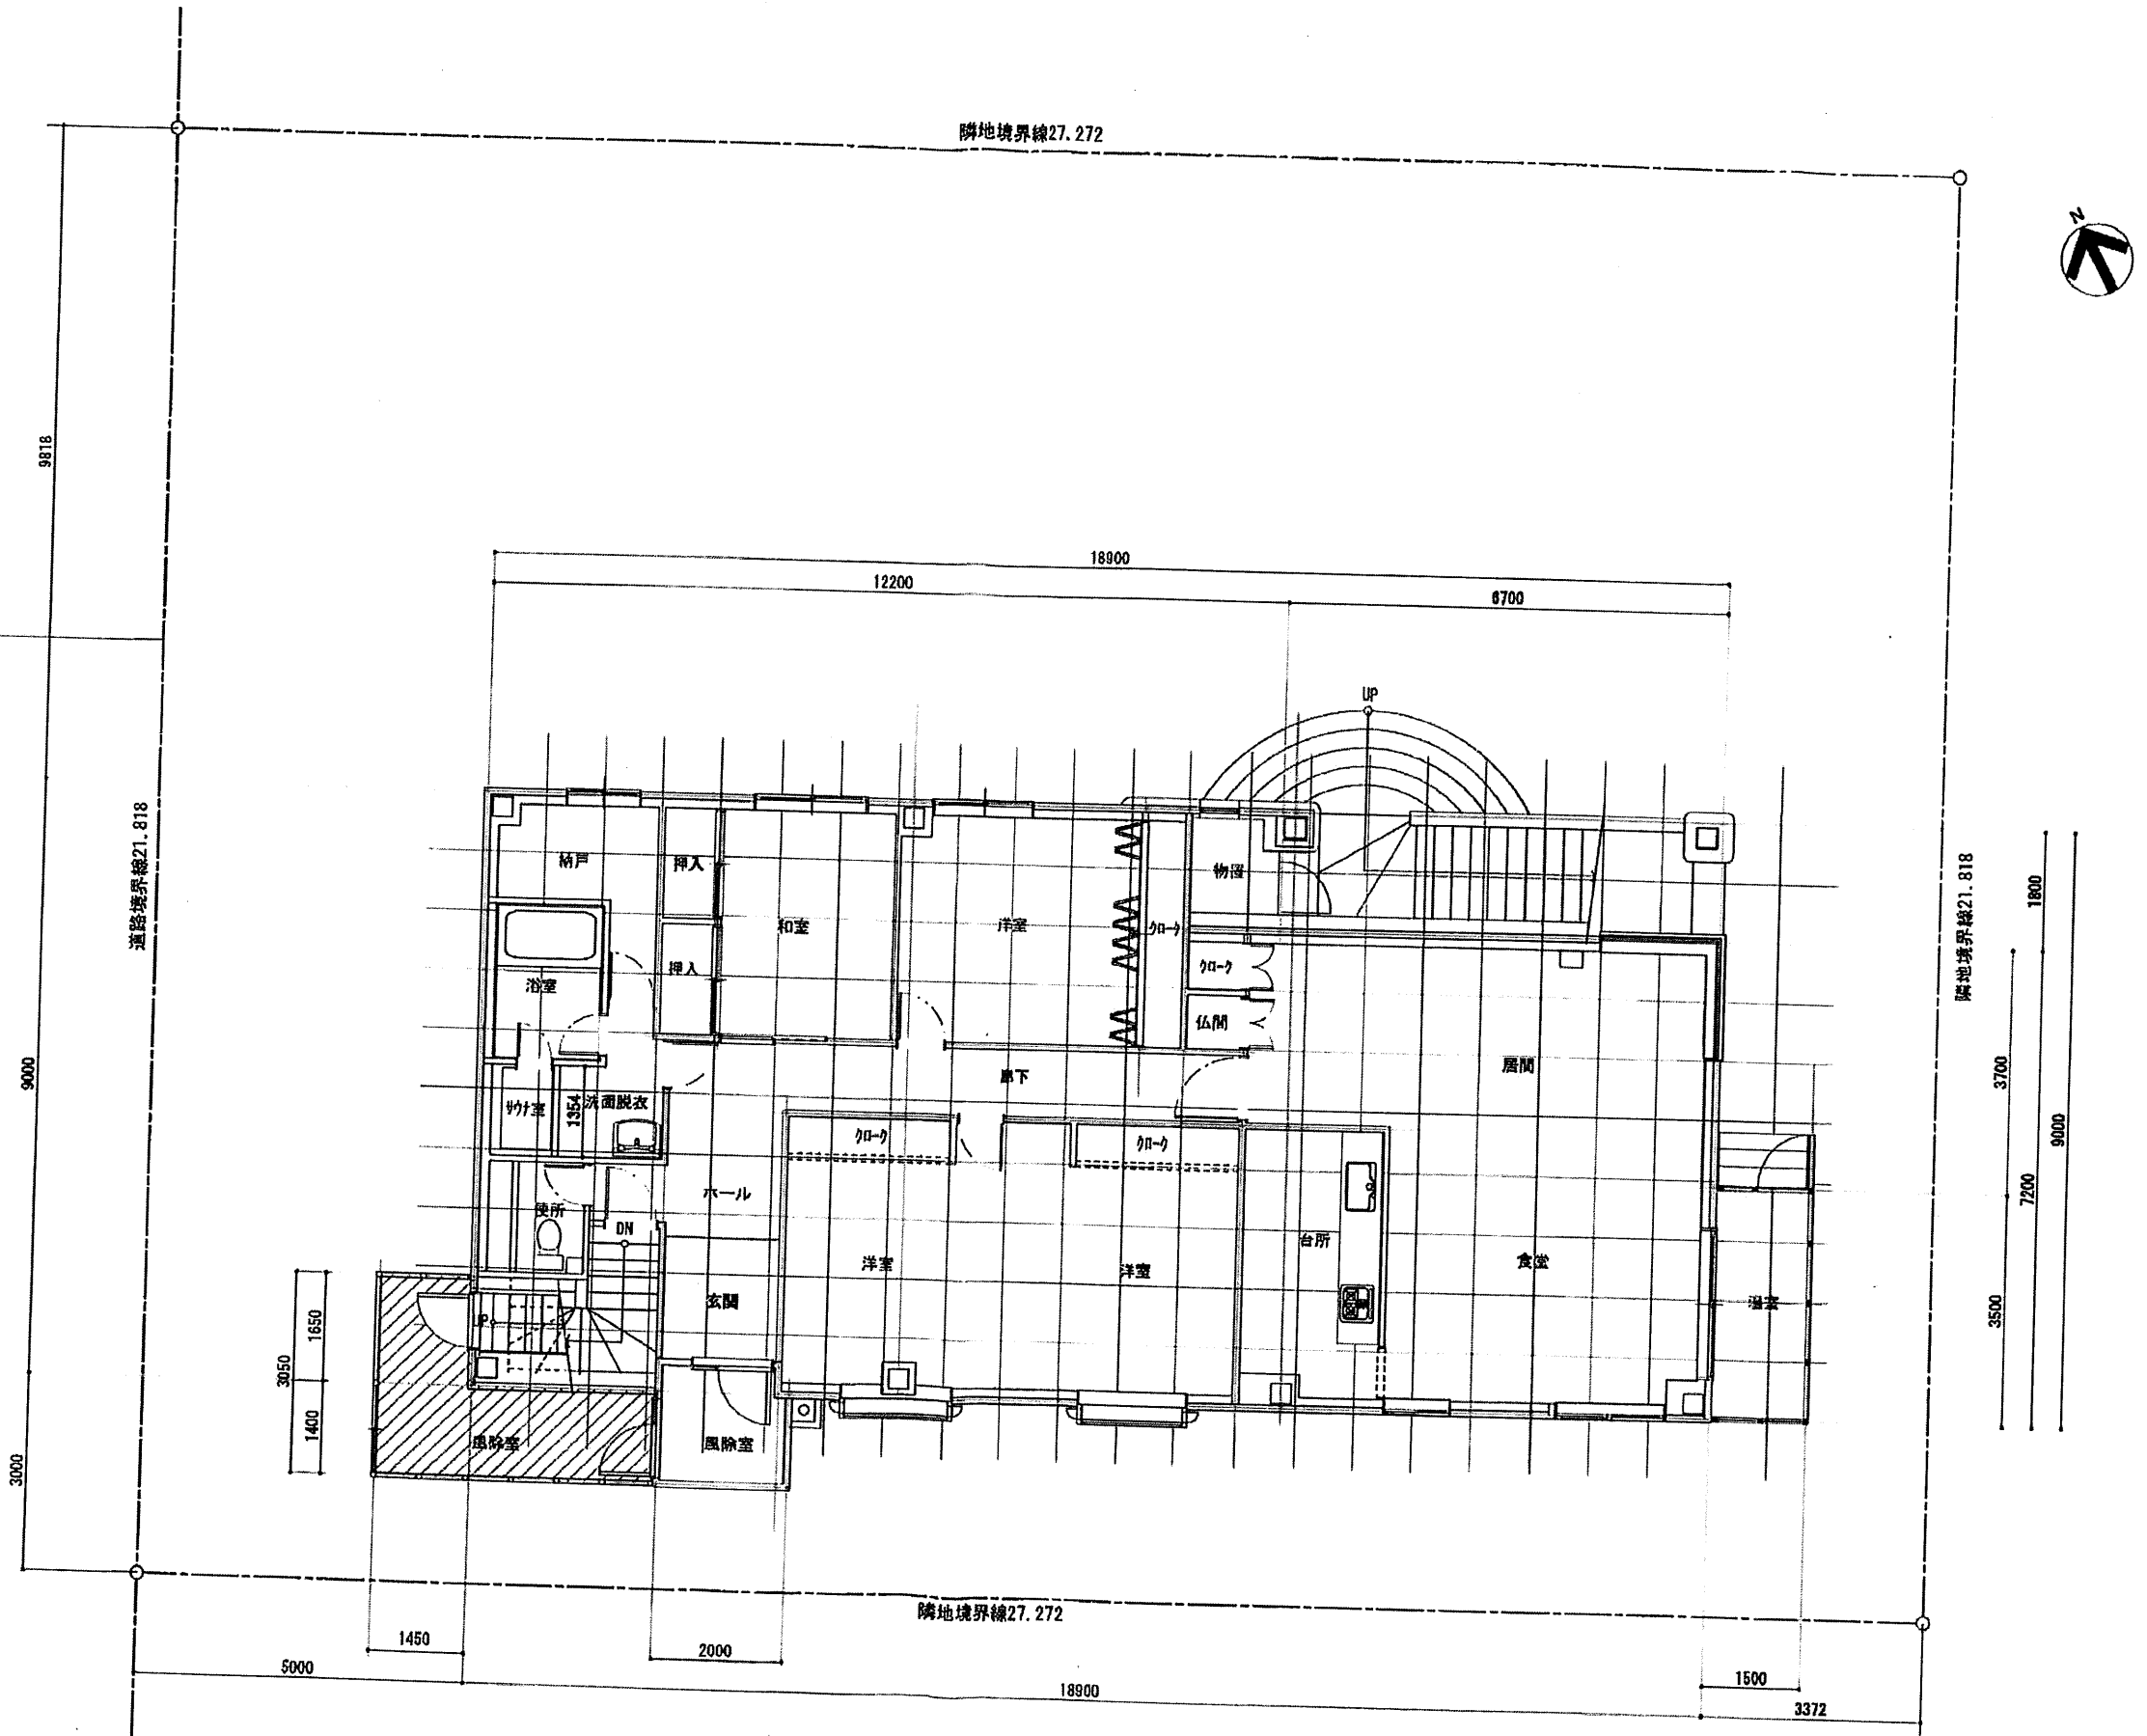 隣地境界線27.272
N
9818
18900
12200
6700
UP
道路境界線21.818
隣地境界線21.818
納戸
押入
和室
洋室
クローク
物置
1800
押入
浴室
クローク
仏間
居間
廊下
3700
9000
9000
サウナ室
1354
洗面脱衣
クローク
クローク
ホール
便所
DN
7200
台所
食堂
洋室
洋室
玄関
温室
3500
UP
1650
3050
1400
風除室
風除室
3000
隣地境界線27.272
1450
2000
5000
18900
1500
3372